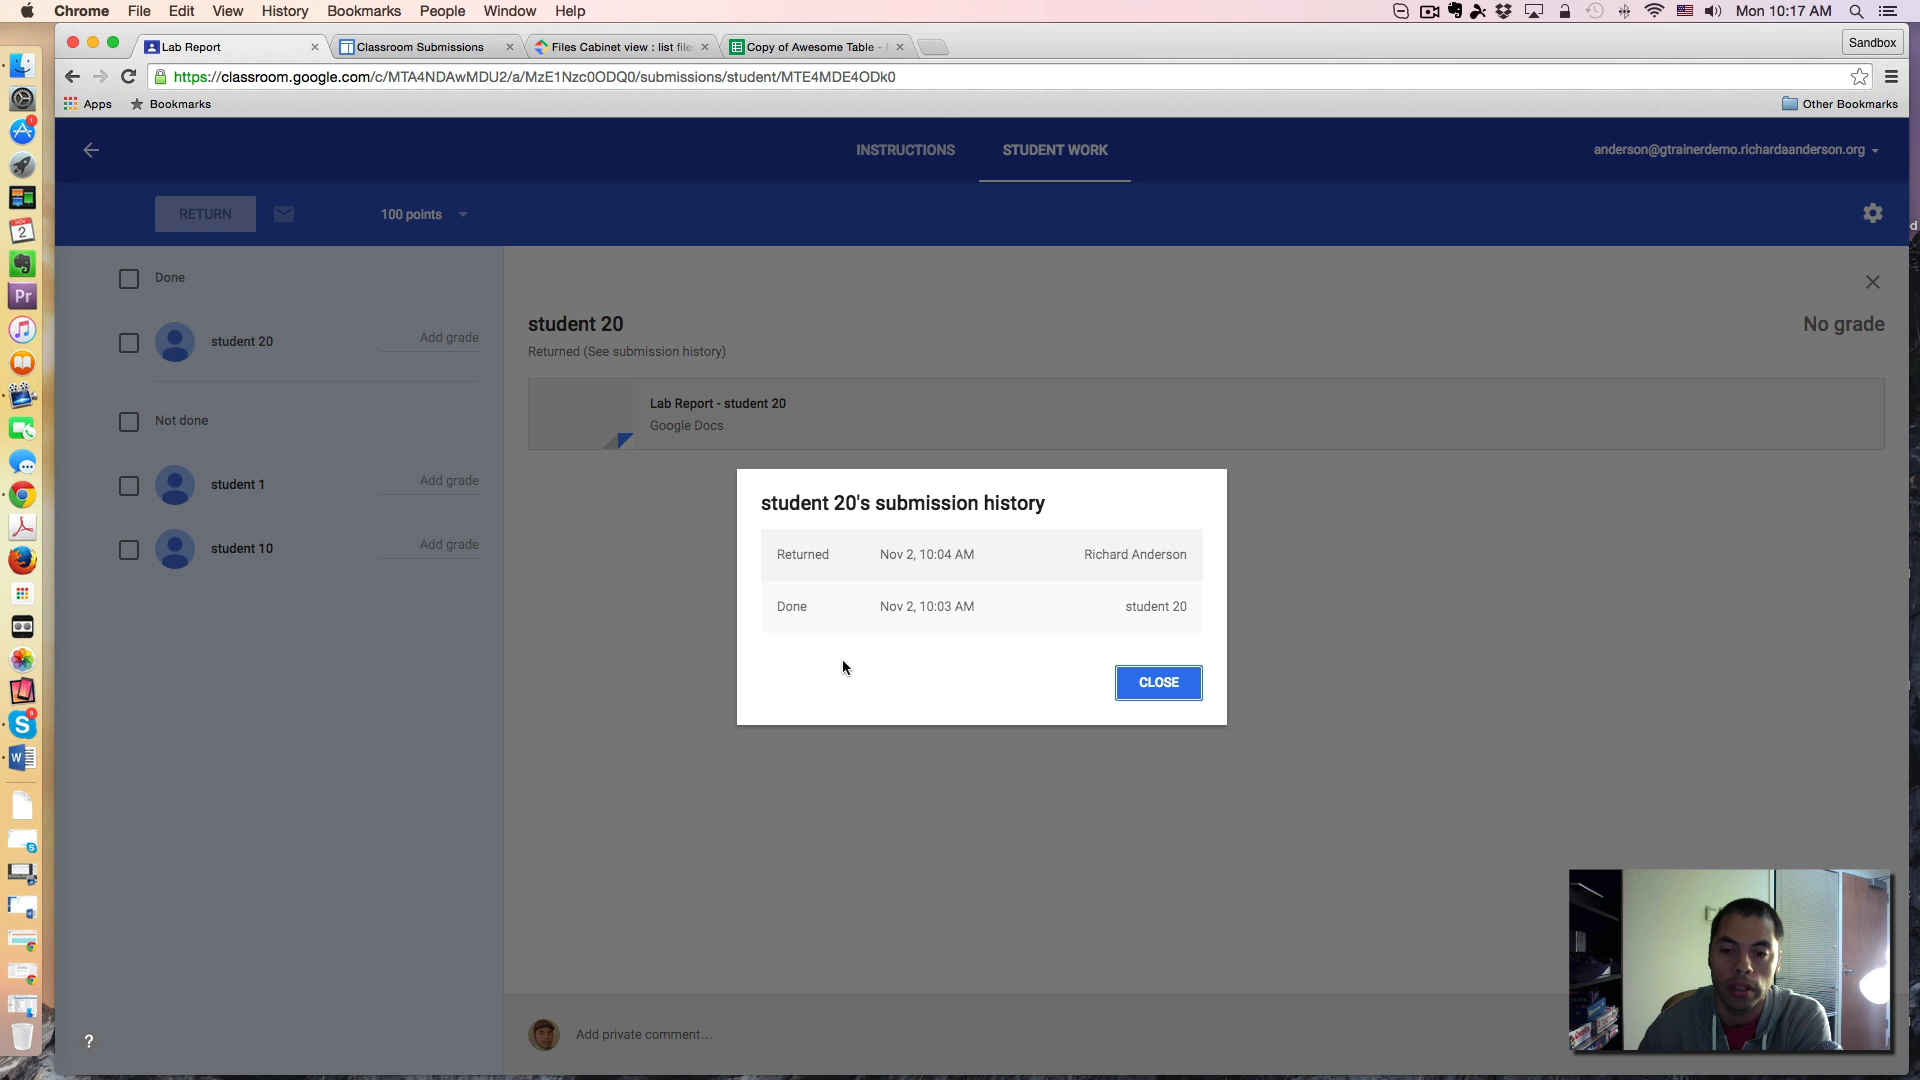 Chrome File Edit View History Bookmarks People Window Help Mon 10:17 AM
Lab Report Classroom Submissions Files Cabinet view : list file Copy of Awesome Table - Sandbox
https://classroom.google.com/c/MTA4NDAwMDU2/a/MzE1Nzc0ODQ0/submissions/student/MTE4MDE4ODk0
Apps Bookmarks Other Bookmarks
INSTRUCTIONS STUDENT WORK anderson@gtrainerdemo.richardaanderson.org
RETURN 100 points
Done
student 20 Add grade
Not done
student 1 Add grade
student 10 Add grade
student 20 No grade
Returned (See submission history)
Lab Report - student 20
Google Docs
student 20's submission history
Returned Nov 2, 10:04 AM Richard Anderson
Done Nov 2, 10:03 AM student 20
CLOSE
Add private comment...
?
NOV
2
Pr
S
W